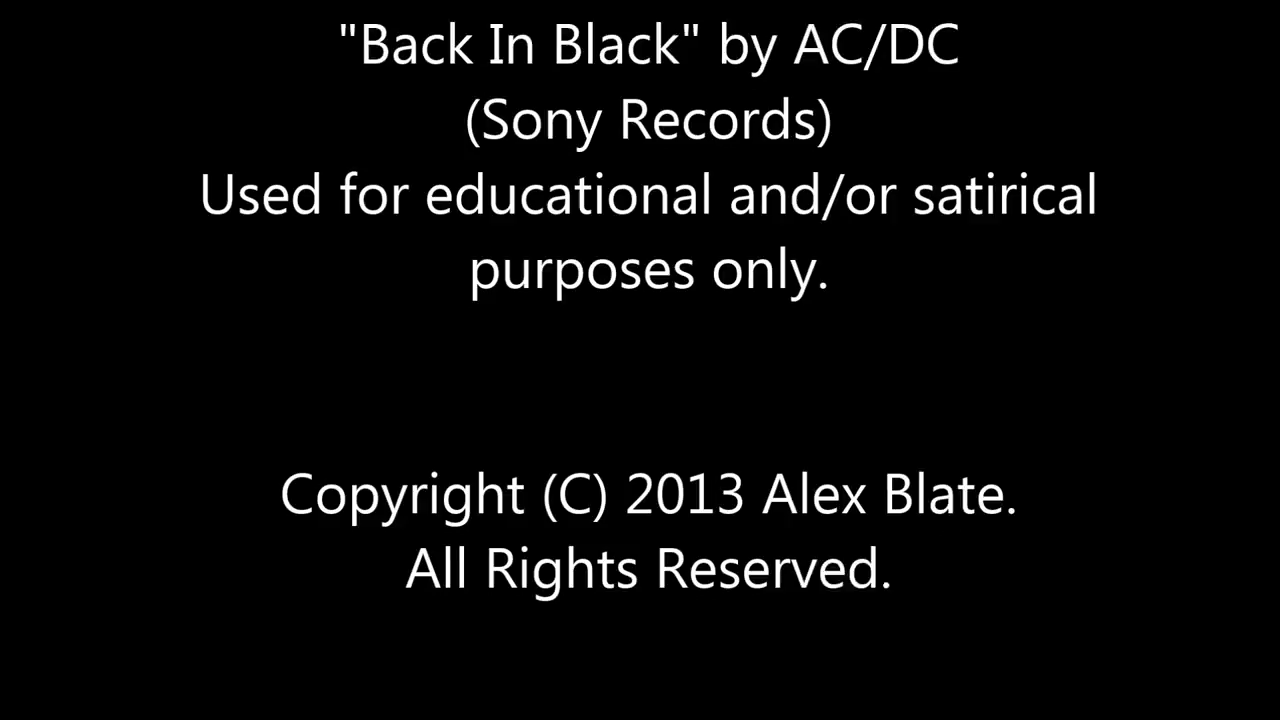 "Back In Black" by AC/DC
(Sony Records)
Used for educational and/or satirical
purposes only.
Copyright (C) 2013 Alex Blate.
All Rights Reserved.